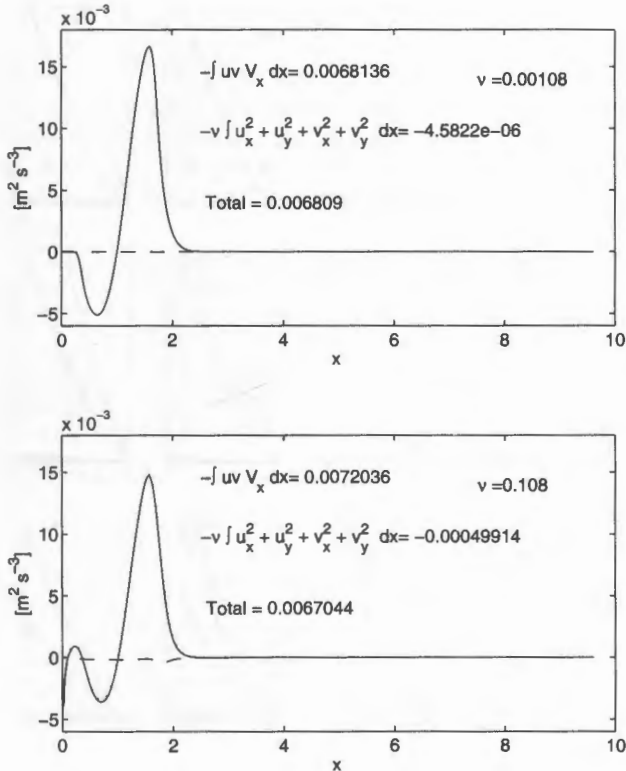 x 10⁻³
15
10
5
0
−5
[m² s⁻³]
−∫ uv Vₓ dx= 0.0068136
ν=0.00108
−ν ∫ uₓ² + u_y² + vₓ² + v_y² dx= −4.5822e−06
Total = 0.006809
0 2 4 6 8 10
x
x 10⁻³
15
10
5
0
−5
[m² s⁻³]
−∫ uv Vₓ dx= 0.0072036
ν =0.108
−ν ∫ uₓ² + u_y² + vₓ² + v_y² dx= −0.00049914
Total = 0.0067044
0 2 4 6 8 10
x